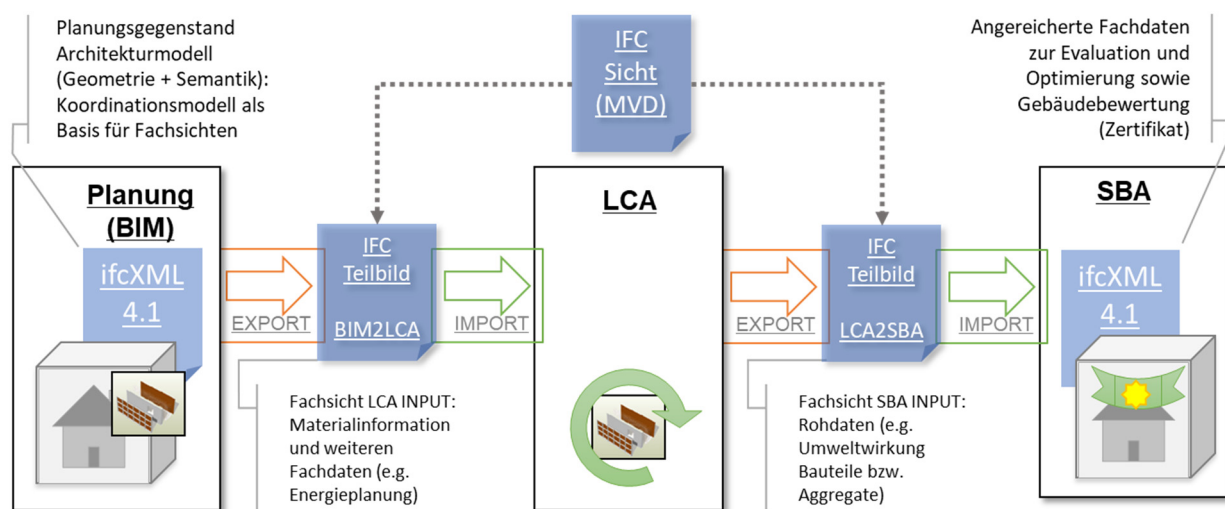 Planungsgegenstand
Architekturmodell
(Geometrie + Semantik):
Koordinationsmodell als
Basis für Fachsichten
IFC
Sicht
(MVD)
Angereicherte Fachdaten
zur Evaluation und
Optimierung sowie
Gebäudebewertung
(Zertifikat)
Planung
(BIM)
ifcXML
4.1
EXPORT
IFC
Teilbild
BIM2LCA
IMPORT
LCA
EXPORT
IFC
Teilbild
LCA2SBA
IMPORT
SBA
ifcXML
4.1
Fachsicht LCA INPUT:
Materialinformation
und weiteren
Fachdaten (e.g.
Energieplanung)
Fachsicht SBA INPUT:
Rohdaten (e.g.
Umweltwirkung
Bauteile bzw.
Aggregate)